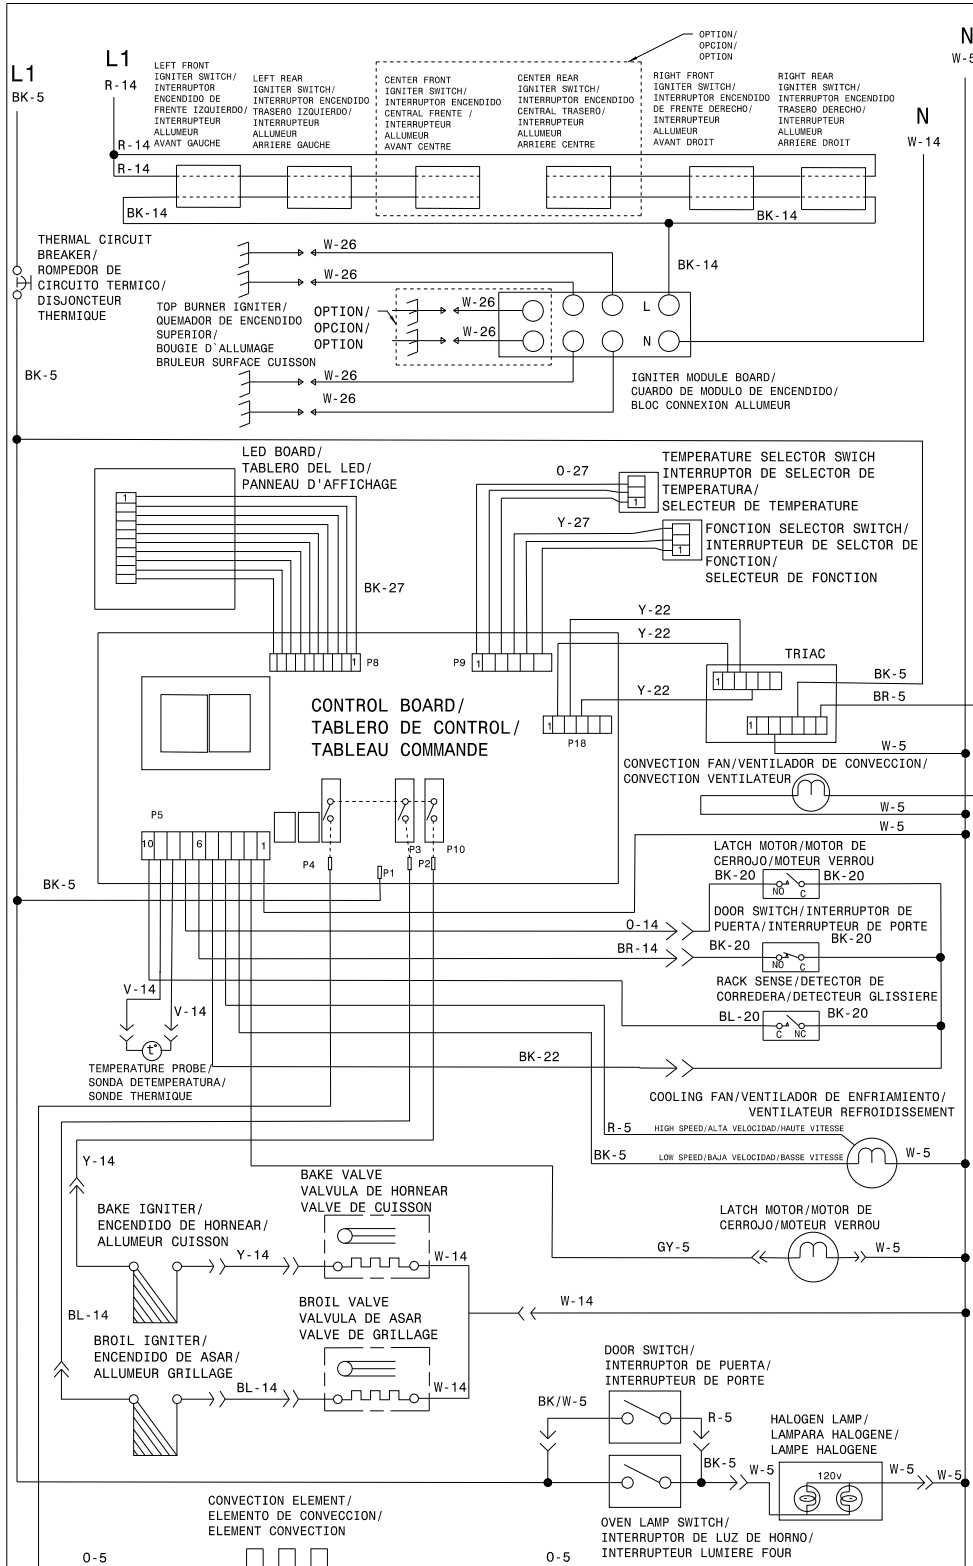 L1
BK-5
L1
R-14
LEFT FRONT
IGNITER SWITCH/
INTERRUPTOR
ENCENDIDO DE
FRENTE IZQUIERDO/
INTERRUPTEUR
ALLUMEUR
AVANT GAUCHE
LEFT REAR
IGNITER SWITCH/
INTERRUPTOR ENCENDIDO
TRASERO IZQUIERDO/
INTERRUPTEUR
ALLUMEUR
ARRIERE GAUCHE
CENTER FRONT
IGNITER SWITCH/
INTERRUPTOR ENCENDIDO
CENTRAL FRENTE /
INTERRUPTEUR
ALLUMEUR
AVANT CENTRE
CENTER REAR
IGNITER SWITCH/
INTERRUPTOR ENCENDIDO
CENTRAL TRASERO/
INTERRUPTEUR
ALLUMEUR
ARRIERE CENTRE
OPTION/
OPCION/
OPTION
RIGHT FRONT
IGNITER SWITCH/
INTERRUPTOR ENCENDIDO
DE FRENTE DERECHO/
INTERRUPTEUR
ALLUMEUR
AVANT DROIT
RIGHT REAR
IGNITER SWITCH/
INTERRUPTOR ENCENDIDO
TRASERO DERECHO/
INTERRUPTEUR
ALLUMEUR
ARRIERE DROIT
N
W-5
N
W-14
R-14
R-14
BK-14
BK-14
BK-14
THERMAL CIRCUIT
BREAKER/
ROMPEDOR DE
CIRCUITO TERMICO/
DISJONCTEUR
THERMIQUE
BK-5
W-26
W-26
TOP BURNER IGNITER/
QUEMADOR DE ENCENDIDO
SUPERIOR/
BOUGIE D`ALLUMAGE
BRULEUR SURFACE CUISSON
OPTION/
OPCION/
OPTION
W-26
W-26
L
N
W-26
W-26
IGNITER MODULE BOARD/
CUARDO DE MODULO DE ENCENDIDO/
BLOC CONNEXION ALLUMEUR
LED BOARD/
TABLERO DEL LED/
PANNEAU D'AFFICHAGE
1
BK-27
O-27
1
TEMPERATURE SELECTOR SWICH
INTERRUPTOR DE SELECTOR DE
TEMPERATURA/
SELECTEUR DE TEMPERATURE
Y-27
1
FONCTION SELECTOR SWITCH/
INTERRUPTEUR DE SELCTOR DE
FONCTION/
SELECTEUR DE FONCTION
Y-22
Y-22
Y-22
1
P8
P9
1
TRIAC
1
1
BK-5
BR-5
W-5
CONTROL BOARD/
TABLERO DE CONTROL/
TABLEAU COMMANDE
1
P18
CONVECTION FAN/VENTILADOR DE CONVECCION/
CONVECTION VENTILATEUR
W-5
W-5
P5
10
6
1
P4
P3
P2
P10
P1
BK-5
LATCH MOTOR/MOTOR DE
CERROJO/MOTEUR VERROU
BK-20
BK-20
NO
C
DOOR SWITCH/INTERRUPTOR DE
PUERTA/INTERRUPTEUR DE PORTE
O-14
BR-14
BK-20
BK-20
NO
C
RACK SENSE/DETECTOR DE
CORREDERA/DETECTEUR GLISSIERE
BL-20
BK-20
C
NC
V-14
V-14
t°
TEMPERATURE PROBE/
SONDA DETEMPERATURA/
SONDE THERMIQUE
BK-22
COOLING FAN/VENTILADOR DE ENFRIAMIENTO/
VENTILATEUR REFROIDISSEMENT
R-5
HIGH SPEED/ALTA VELOCIDAD/HAUTE VITESSE
BK-5
LOW SPEED/BAJA VELOCIDAD/BASSE VITESSE
W-5
Y-14
BAKE IGNITER/
ENCENDIDO DE HORNEAR/
ALLUMEUR CUISSON
Y-14
BAKE VALVE
VALVULA DE HORNEAR
VALVE DE CUISSON
W-14
LATCH MOTOR/MOTOR DE
CERROJO/MOTEUR VERROU
GY-5
W-5
BL-14
BROIL IGNITER/
ENCENDIDO DE ASAR/
ALLUMEUR GRILLAGE
BL-14
BROIL VALVE
VALVULA DE ASAR
VALVE DE GRILLAGE
W-14
W-14
DOOR SWITCH/
INTERRUPTOR DE PUERTA/
INTERRUPTEUR DE PORTE
BK/W-5
R-5
BK-5
HALOGEN LAMP/
LAMPARA HALOGENE/
LAMPE HALOGENE
W-5
120v
W-5
W-5
OVEN LAMP SWITCH/
INTERRUPTOR DE LUZ DE HORNO/
INTERRUPTEUR LUMIERE FOUR
CONVECTION ELEMENT/
ELEMENTO DE CONVECCION/
ELEMENT CONVECTION
O-5
O-5